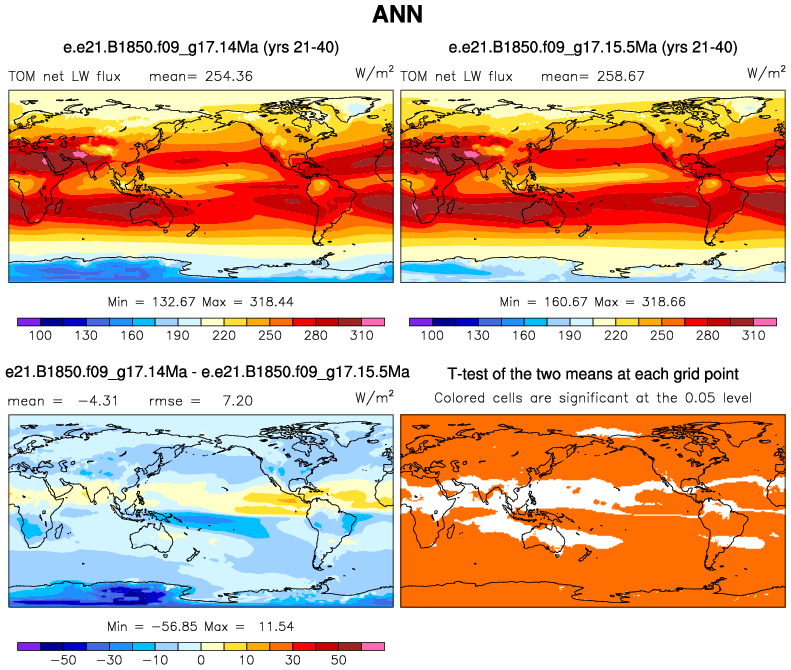 ANN
e.e21.B1850.f09_g17.14Ma (yrs 21-40)
TOM net LW flux mean= 254.36 W/m²
Min = 132.67 Max = 318.44
100 130 160 190 220 250 280 310
e.e21.B1850.f09_g17.15.5Ma (yrs 21-40)
TOM net LW flux mean= 258.67 W/m²
Min = 160.67 Max = 318.66
100 130 160 190 220 250 280 310
e21.B1850.f09_g17.14Ma - e.e21.B1850.f09_g17.15.5Ma
mean = -4.31 rmse = 7.20 W/m²
Min = -56.85 Max = 11.54
-50 -30 -10 0 10 30 50
T-test of the two means at each grid point
Colored cells are significant at the 0.05 level